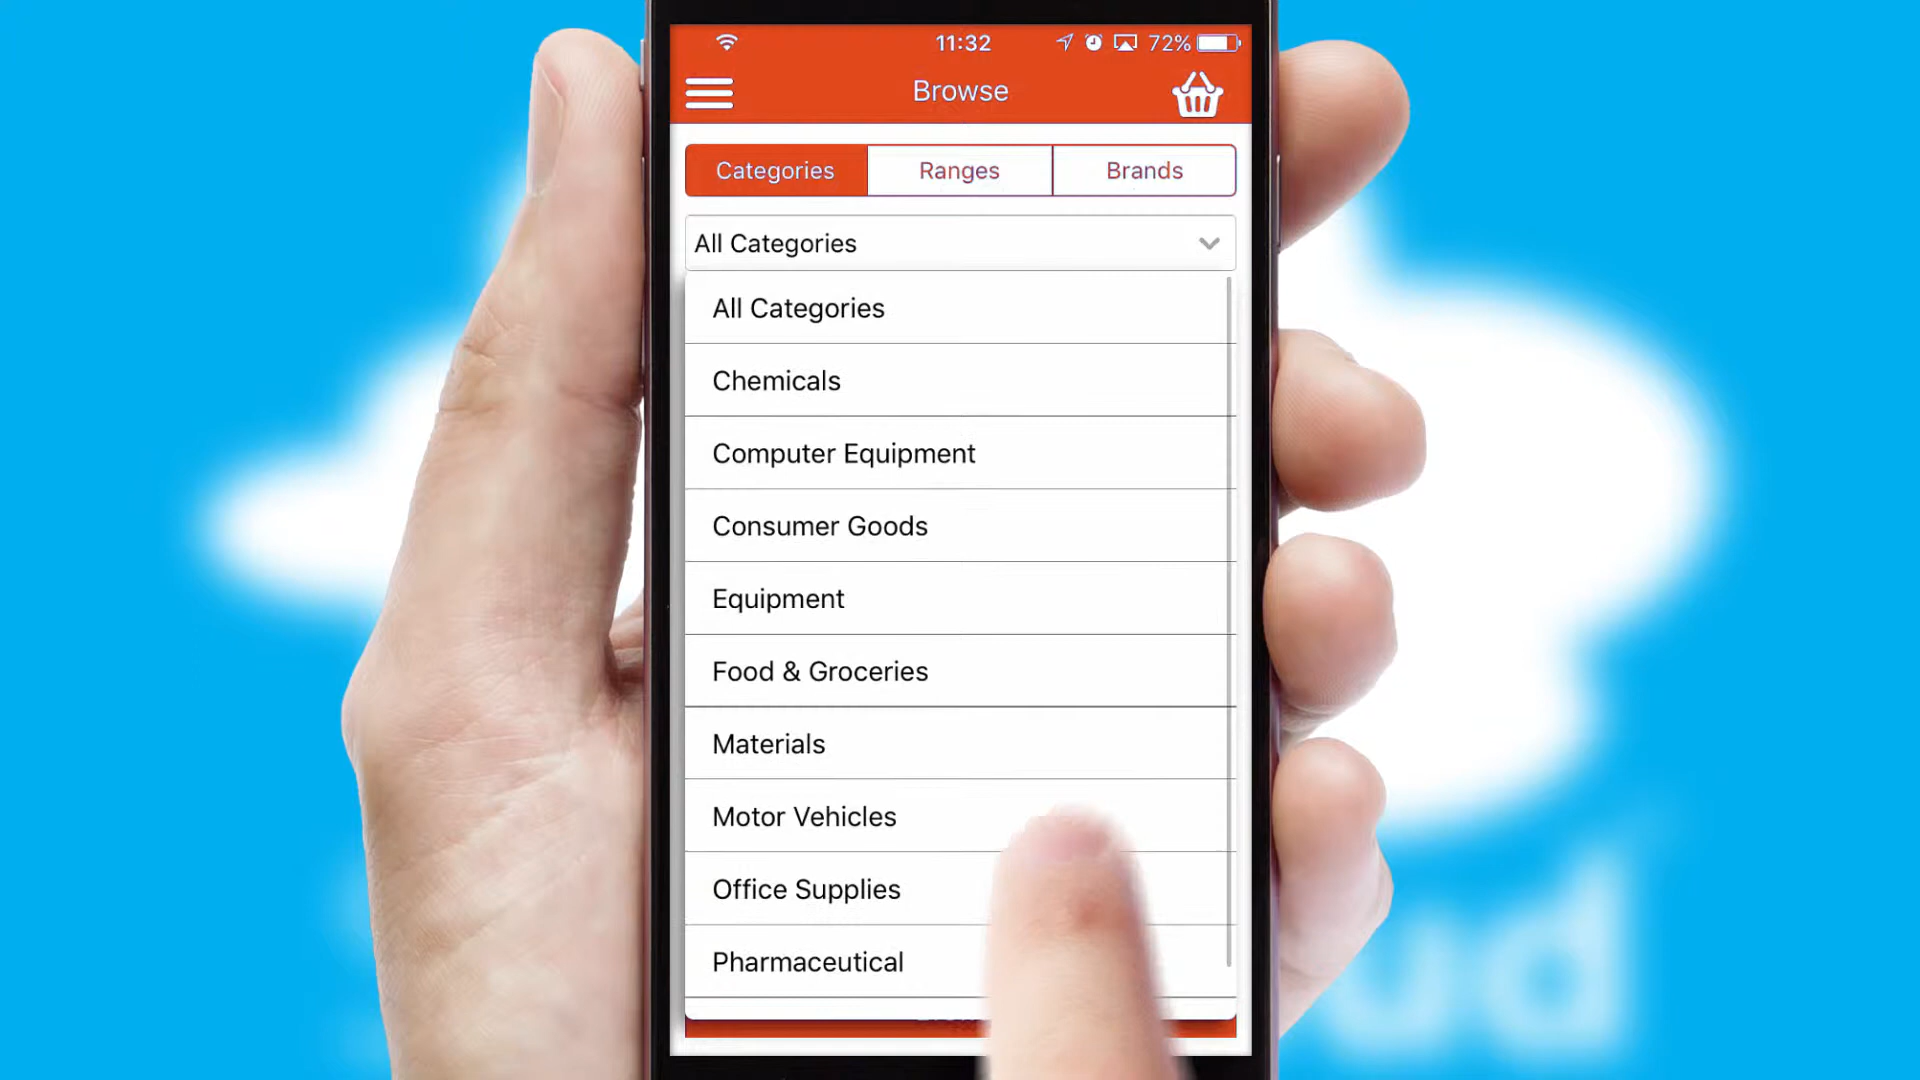 11:32
72%
Browse
Categories
Ranges
Brands
All Categories
All Categories
Chemicals
Computer Equipment
Consumer Goods
Equipment
Food & Groceries
Materials
Motor Vehicles
Office Supplies
Pharmaceutical